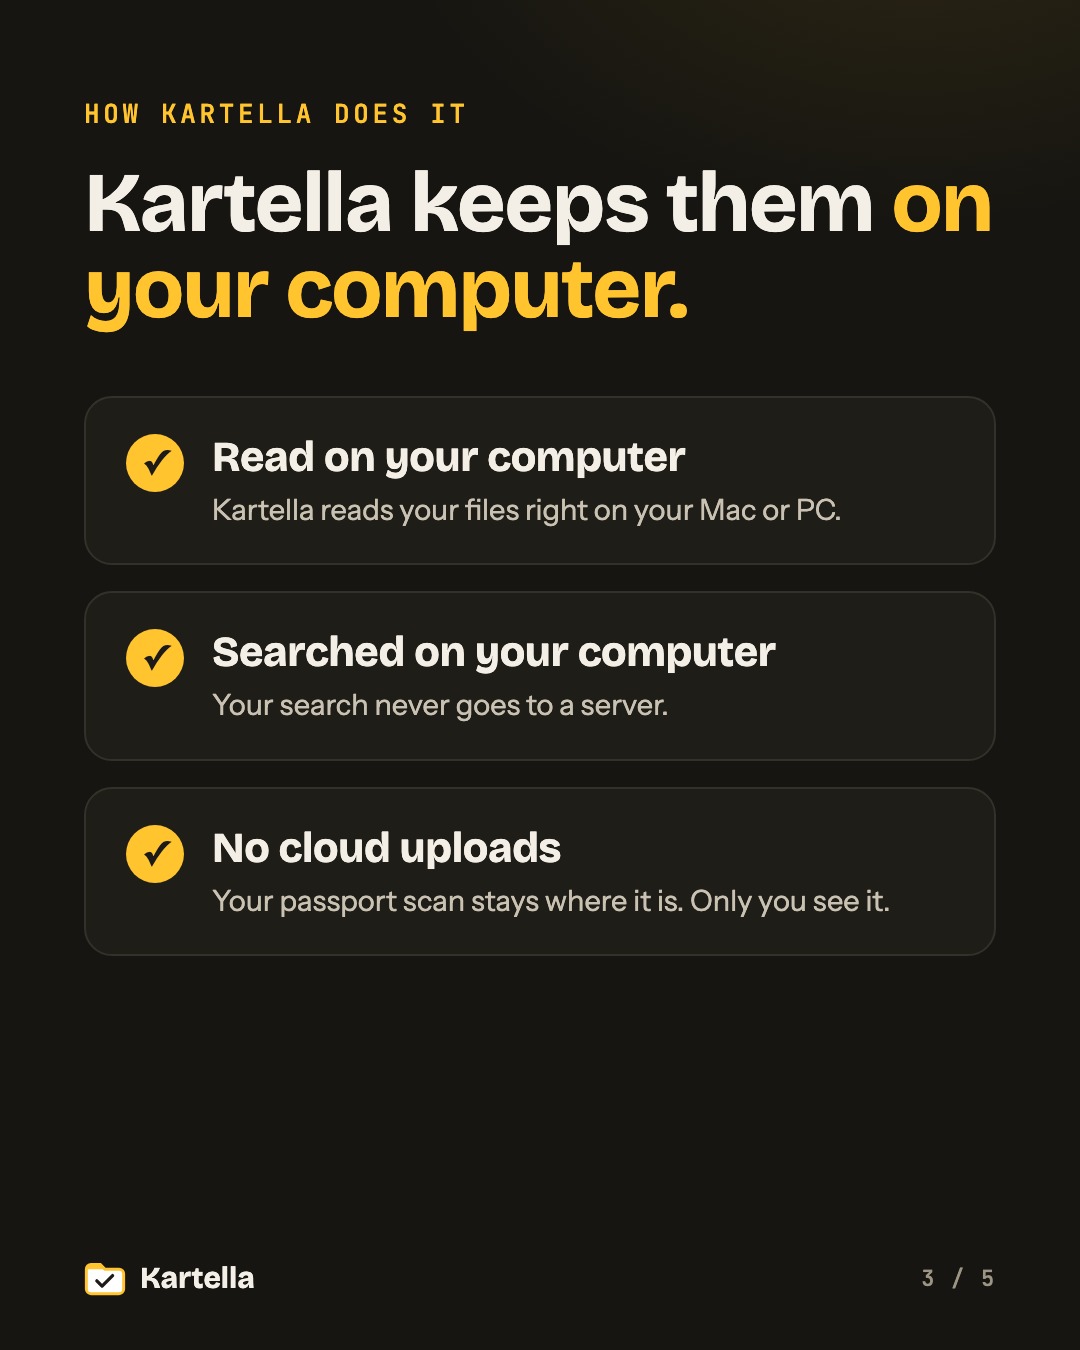 HOW KARTELLA DOES IT
Kartella keeps them on
your computer.
Read on your computer
Kartella reads your files right on your Mac or PC.
Searched on your computer
Your search never goes to a server.
No cloud uploads
Your passport scan stays where it is. Only you see it.
Kartella
3 / 5